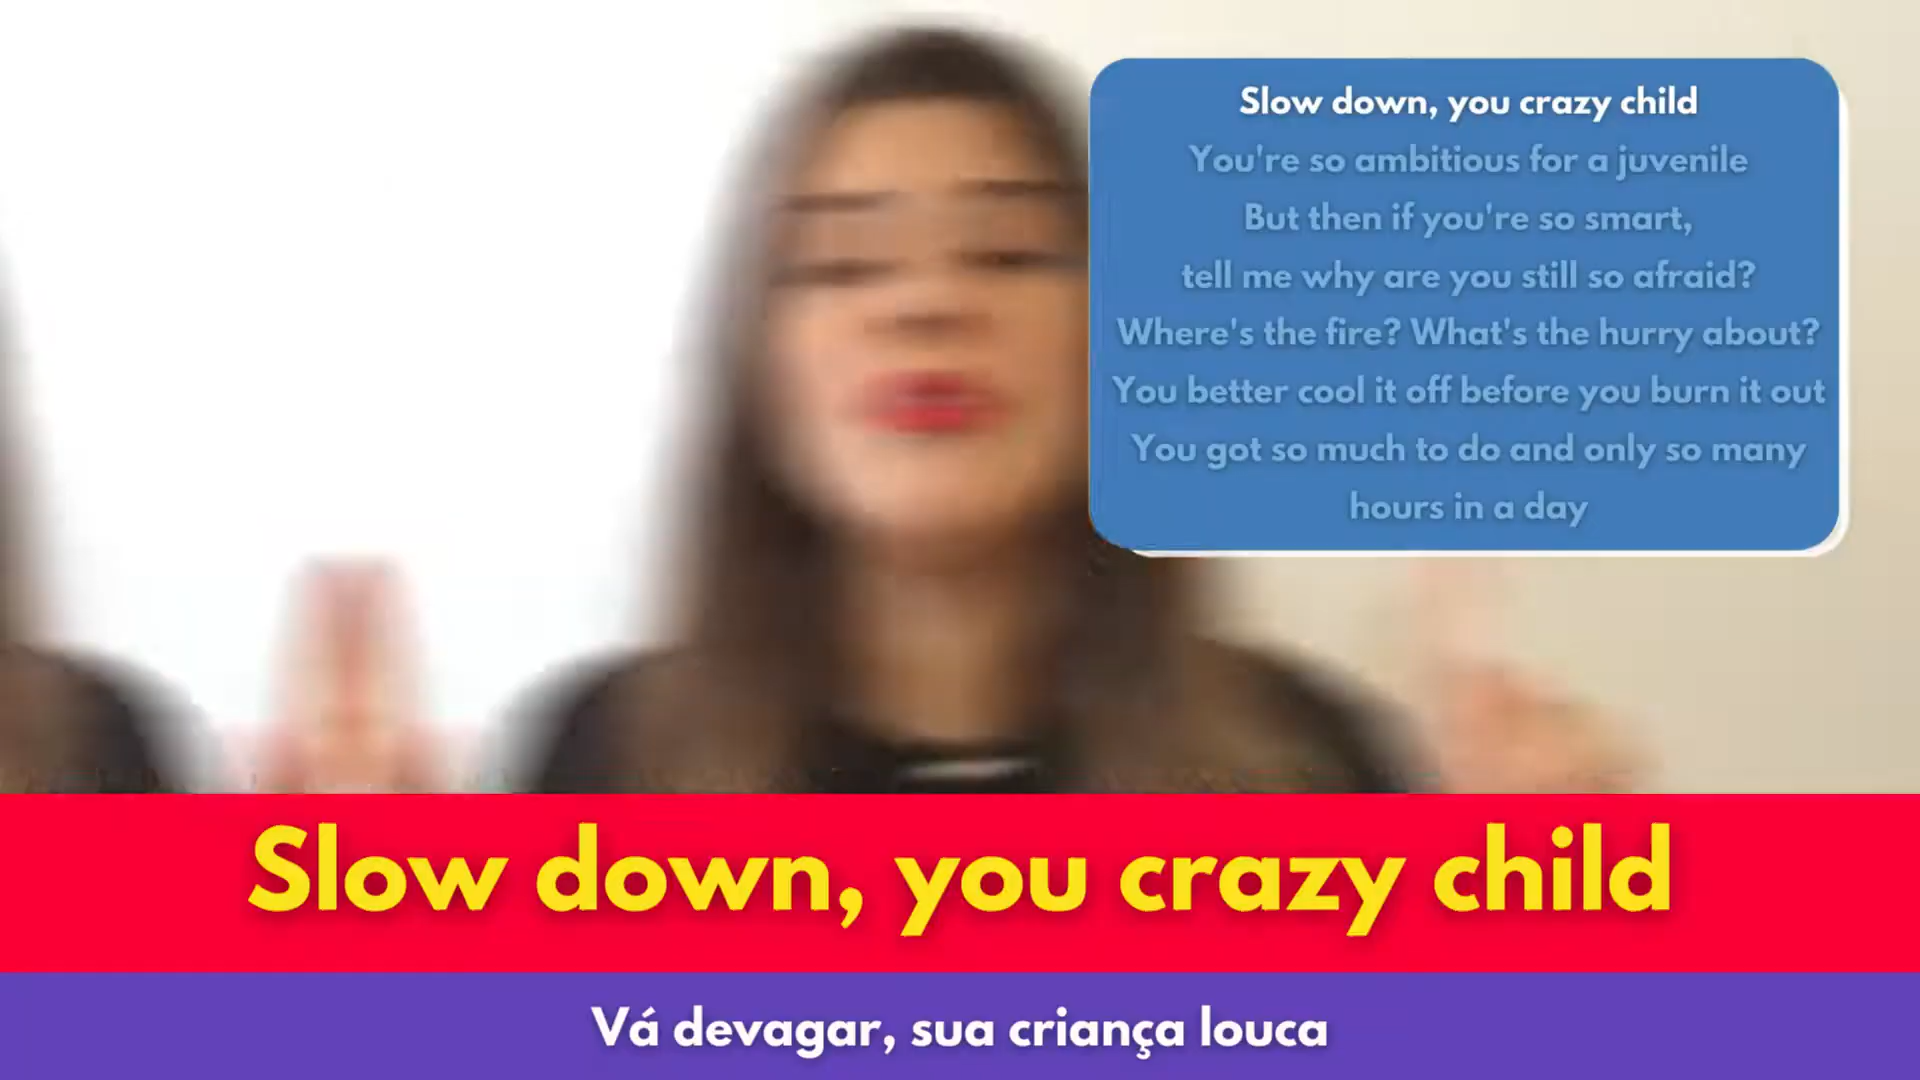 Slow down, you crazy child
You're so ambitious for a juvenile
But then if you're so smart,
tell me why are you still so afraid?
Where's the fire? What's the hurry about?
You better cool it off before you burn it out
You got so much to do and only so many
hours in a day
Slow down, you crazy child
Vá devagar, sua criança louca